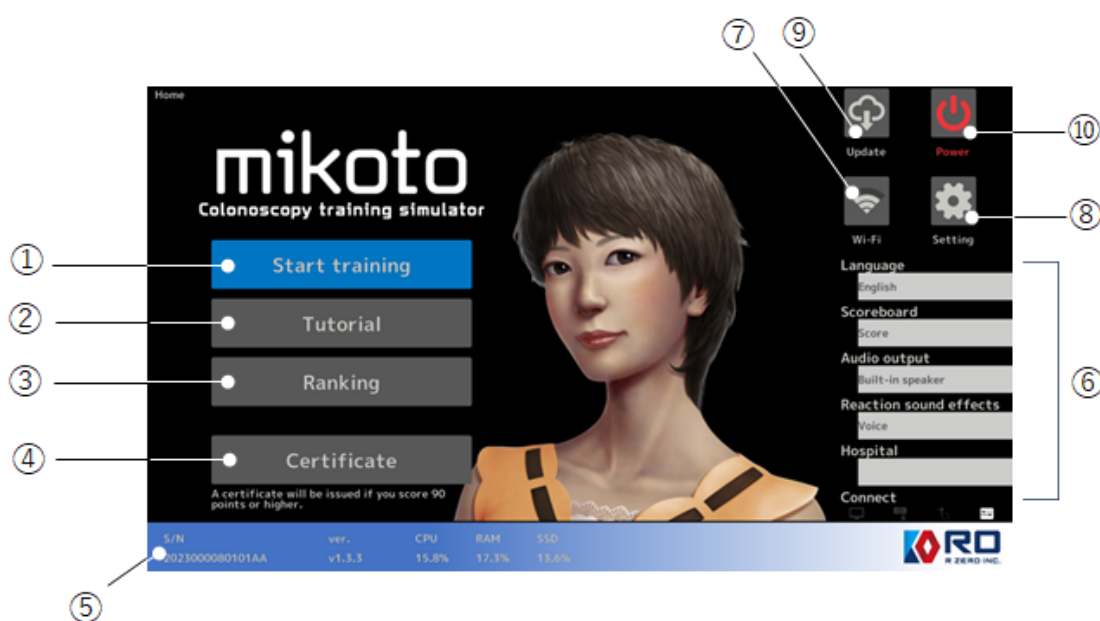 ⑦ ⑨
Home
mikoto
Colonoscopy training simulator
Update
Power
⑩
Wi-Fi
Setting
⑧
① Start training
② Tutorial
③ Ranking
④ Certificate
A certificate will be issued if you score 90
points or higher.
Language
English
Scoreboard
Score
Audio output
Built-in speaker
Reaction sound effects
Voice
Hospital
Connect
⑥
S/N ver. CPU RAM SSD
2023000080101AA v1.3.3 15.8% 17.3% 13.6%
RO
R ZERO INC.
⑤